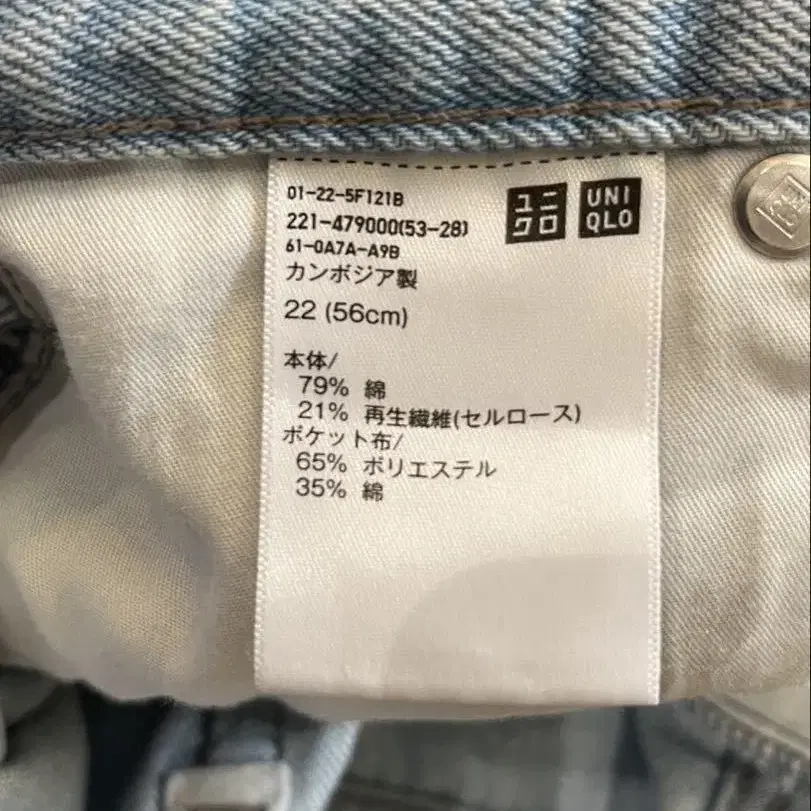 01-22-5F121B
221-479000(53-28)
61-0A7A-A9B
カンボジア製
22 (56cm)
本体/
79% 綿
21% 再生繊維(セルロース)
ポケット布/
65% ポリエステル
35% 綿
ユニ
クロ
UNI
QLO